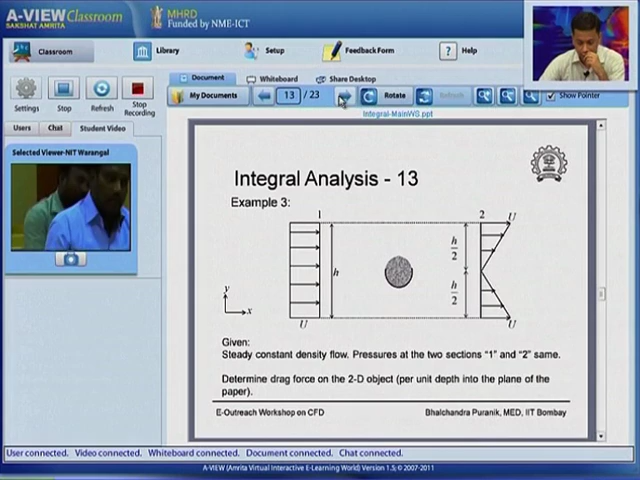 A-VIEW Classroom
SAKSHAT AMRITA
MHRD
Funded by NME-ICT
Classroom
Library
Setup
Feedback Form
? Help
Document
Whiteboard
Share Desktop
Settings
Stop
Refresh
Stop Recording
My Documents
13 / 23
Rotate
Refresh
Show Pointer
Users
Chat
Student Video
Integral-MainWS.ppt
Selected Viewer-NIT Warangal
Integral Analysis - 13
Example 3:
1
2
U
h
h
2
h
2
y
x
U
U
Given:
Steady constant density flow. Pressures at the two sections "1" and "2" same.
Determine drag force on the 2-D object (per unit depth into the plane of the
paper).
E-Outreach Workshop on CFD
Bhalchandra Puranik, MED, IIT Bombay
User connected. Video connected. Whiteboard connected. Document connected. Chat connected.
A-VIEW (Amrita Virtual Interactive E-Learning World) Version 1.5; © 2007-2011